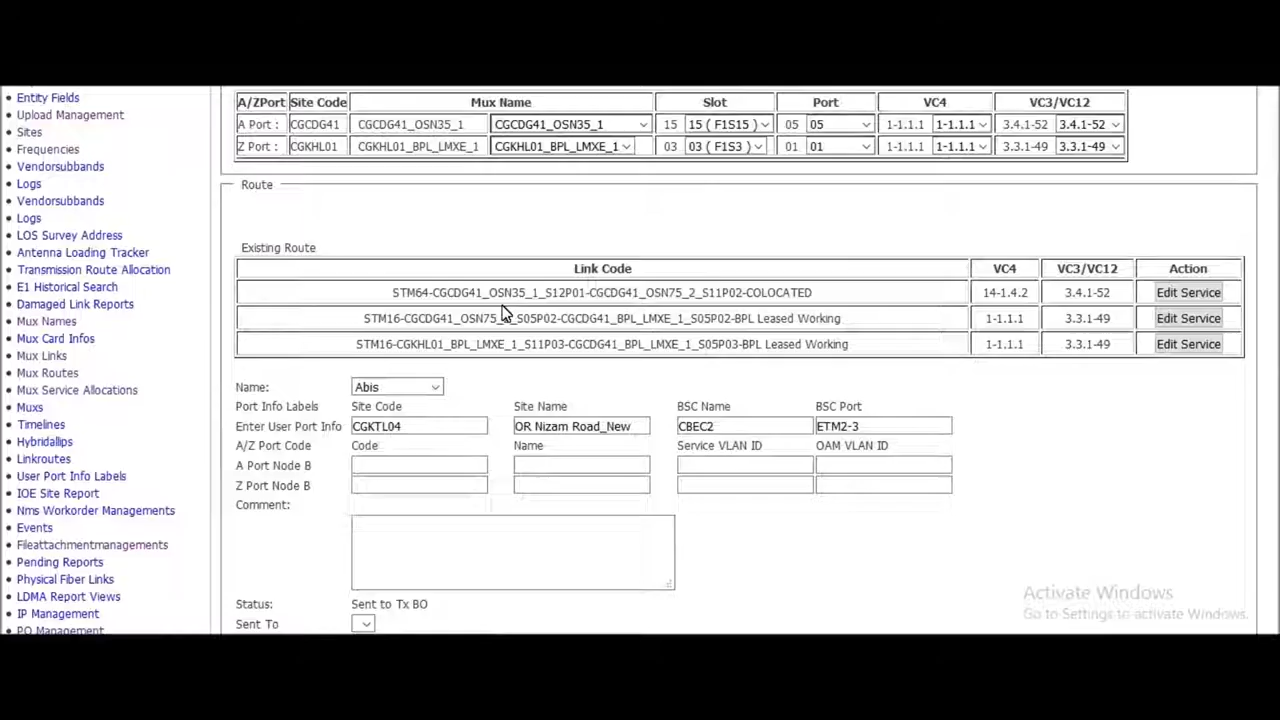 Entity Fields
Upload Management
Sites
Frequencies
Vendorsubbands
Logs
Vendorsubbands
Logs
LOS Survey Address
Antenna Loading Tracker
Transmission Route Allocation
E1 Historical Search
Damaged Link Reports
Mux Names
Mux Card Infos
Mux Links
Mux Routes
Mux Service Allocations
Muxs
Timelines
Hybridallips
Linkroutes
User Port Info Labels
IOE Site Report
Nms Workorder Managements
Events
Fileattachmentmanagements
Pending Reports
Physical Fiber Links
LDMA Report Views
IP Management
PO Management
A/ZPort Site Code Mux Name Slot Port VC4 VC3/VC12
A Port : CGCDG41 CGCDG41_OSN35_1 CGCDG41_OSN35_1 15 15 ( F1S15 ) 05 05 1-1.1.1 1-1.1.1 3.4.1-52 3.4.1-52
Z Port : CGKHL01 CGKHL01_BPL_LMXE_1 CGKHL01_BPL_LMXE_1 03 03 ( F1S3 ) 01 01 1-1.1.1 1-1.1.1 3.3.1-49 3.3.1-49
Route
Existing Route
Link Code VC4 VC3/VC12 Action
STM64-CGCDG41_OSN35_1_S12P01-CGCDG41_OSN75_2_S11P02-COLOCATED 14-1.4.2 3.4.1-52 Edit Service
STM16-CGCDG41_OSN75_ _S05P02-CGCDG41_BPL_LMXE_1_S05P02-BPL Leased Working 1-1.1.1 3.3.1-49 Edit Service
STM16-CGKHL01_BPL_LMXE_1_S11P03-CGCDG41_BPL_LMXE_1_S05P03-BPL Leased Working 1-1.1.1 3.3.1-49 Edit Service
Name: Abis
Port Info Labels Site Code Site Name BSC Name BSC Port
Enter User Port Info CGKTL04 OR Nizam Road_New CBEC2 ETM2-3
A/Z Port Code Code Name Service VLAN ID OAM VLAN ID
A Port Node B
Z Port Node B
Comment:
Status: Sent to Tx BO
Sent To
Activate Windows
Go to Settings to activate Windows.